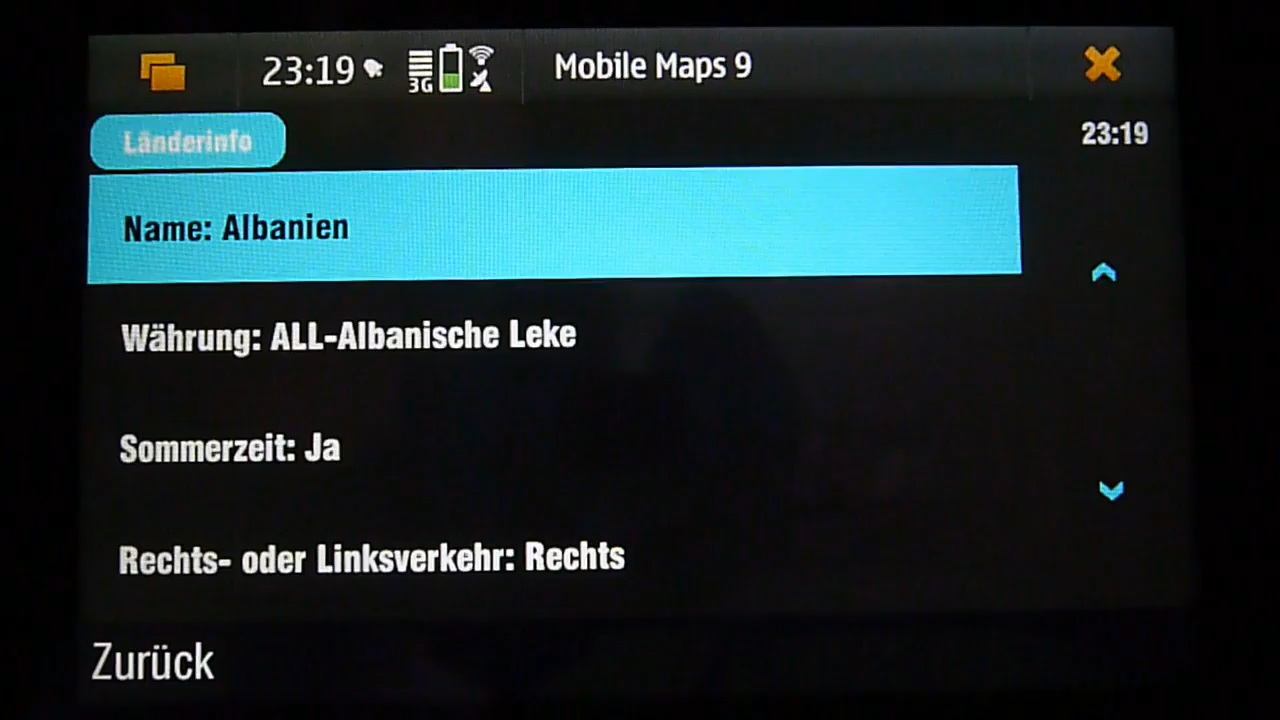 23:19
3G
Mobile Maps 9
Länderinfo
23:19
Name: Albanien
Währung: ALL-Albanische Leke
Sommerzeit: Ja
Rechts- oder Linksverkehr: Rechts
Zurück